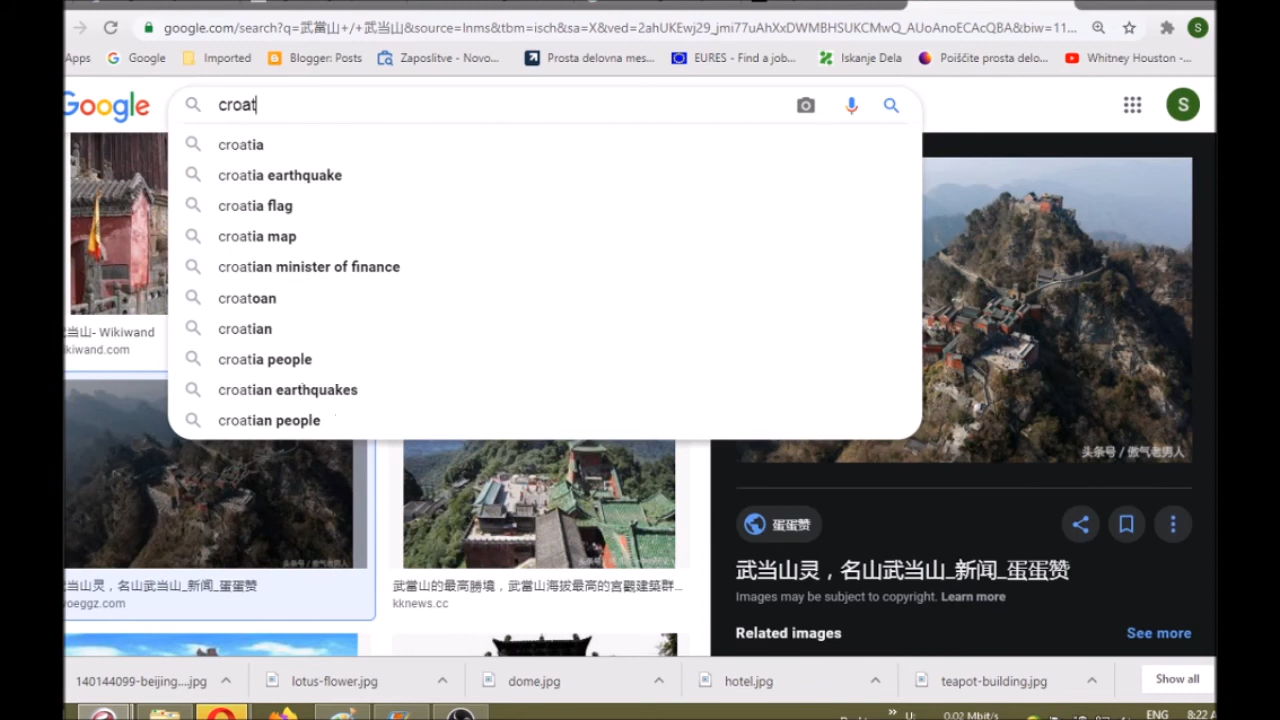 google.com/search?q=武當山+/+武当山&source=lnms&tbm=isch&sa=X&ved=2ahUKEwj29_jmi77uAhXxDWMBHSUKCMwQ_AUoAnoECAcQBA&biw=11...
S
Apps Google Imported Blogger: Posts Zaposlitve - Novo... Prosta delovna mes... EURES - Find a job... Iskanje Dela Poiščite prosta delo... Whitney Houston -...
Google
croat
S
croatia
croatia earthquake
croatia flag
croatia map
croatian minister of finance
croatoan
croatian
croatia people
croatian earthquakes
croatian people
当山- Wikiwand
kiwand.com
头条号 / 傲气老男人
蛋蛋赞
武当山灵，名山武当山_新闻_蛋蛋赞
Images may be subject to copyright. Learn more
Related images
See more
当山灵，名山武当山_新闻_蛋蛋赞
oeggz.com
武當山的最高勝境，武當山海拔最高的宮觀建築群...
kknews.cc
140144099-beijing....jpg
lotus-flower.jpg
dome.jpg
hotel.jpg
teapot-building.jpg
Show all
U: 0.02 Mbit/s
ENG
8:22